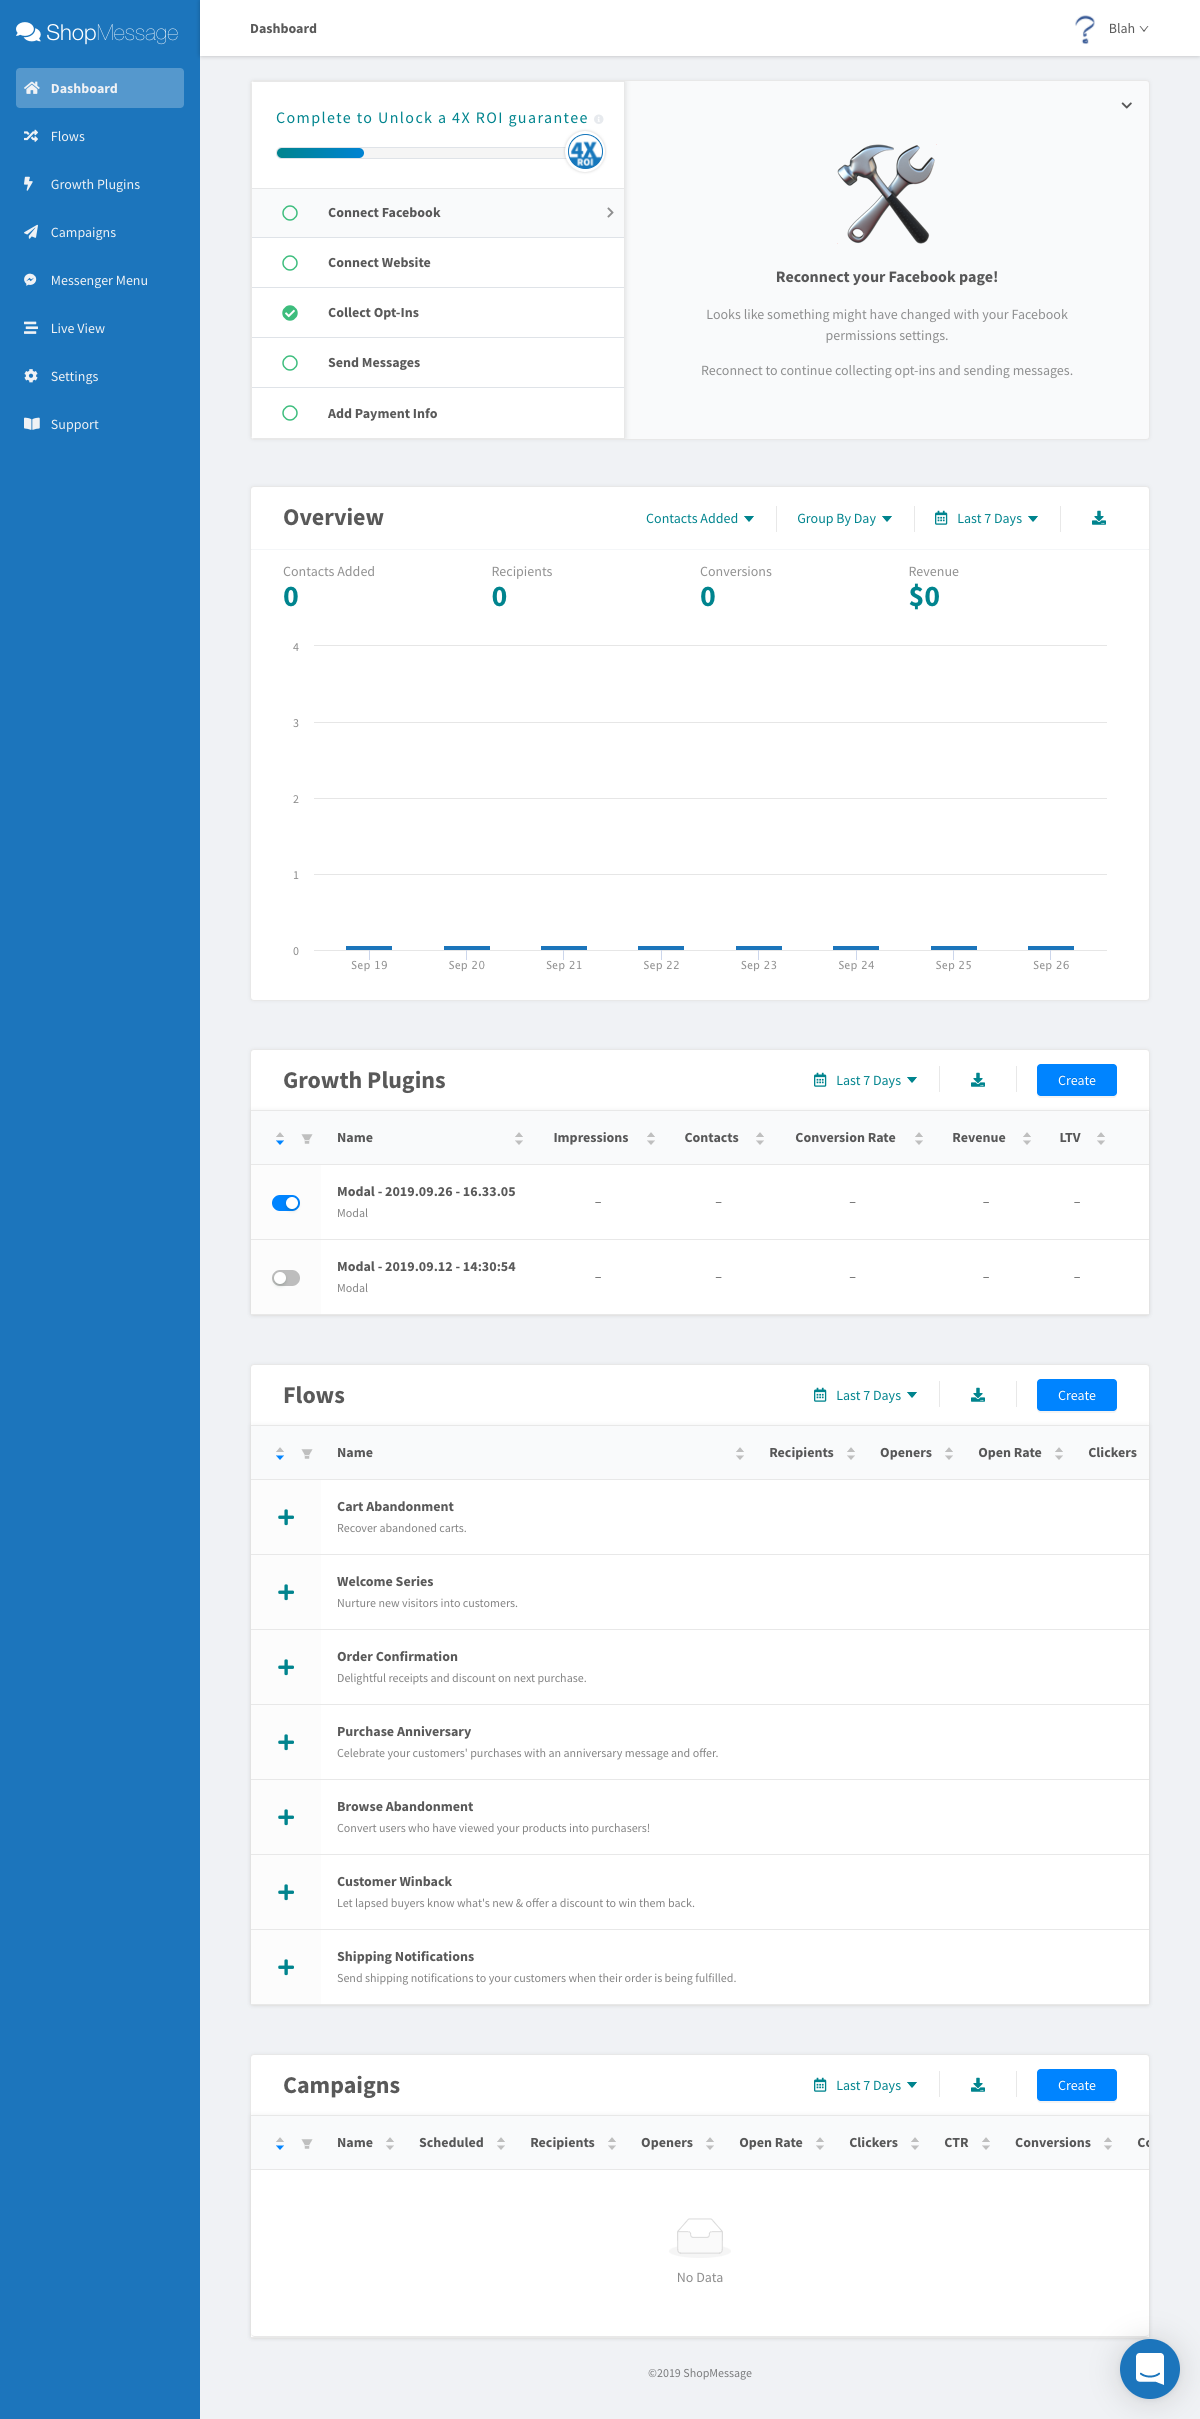 ShopMessage
Dashboard
Flows
Growth Plugins
Campaigns
Messenger Menu
Live View
Settings
Support
Dashboard
Blah
Complete to Unlock a 4X ROI guarantee
4X
ROI
Connect Facebook
Connect Website
Collect Opt-Ins
Send Messages
Add Payment Info
Reconnect your Facebook page!
Looks like something might have changed with your Facebook
permissions settings.
Reconnect to continue collecting opt-ins and sending messages.
Overview
Contacts Added
Group By Day
Last 7 Days
Contacts Added Recipients Conversions Revenue
0 0 0 $0
4
3
2
1
0
Sep 19 Sep 20 Sep 21 Sep 22 Sep 23 Sep 24 Sep 25 Sep 26
Growth Plugins
Last 7 Days
Create
Name Impressions Contacts Conversion Rate Revenue LTV
Modal - 2019.09.26 - 16.33.05
Modal
– – – – –
Modal - 2019.09.12 - 14:30:54
Modal
– – – – –
Flows
Last 7 Days
Create
Name Recipients Openers Open Rate Clickers
Cart Abandonment
Recover abandoned carts.
Welcome Series
Nurture new visitors into customers.
Order Confirmation
Delightful receipts and discount on next purchase.
Purchase Anniversary
Celebrate your customers' purchases with an anniversary message and offer.
Browse Abandonment
Convert users who have viewed your products into purchasers!
Customer Winback
Let lapsed buyers know what's new & offer a discount to win them back.
Shipping Notifications
Send shipping notifications to your customers when their order is being fulfilled.
Campaigns
Last 7 Days
Create
Name Scheduled Recipients Openers Open Rate Clickers CTR Conversions
No Data
©2019 ShopMessage